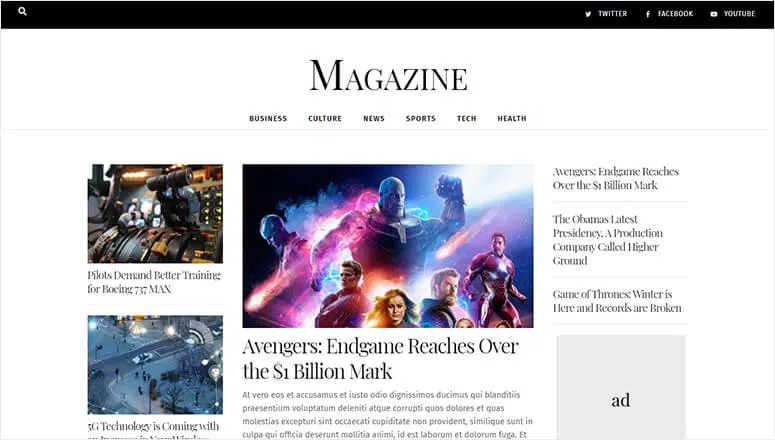 TWITTER FACEBOOK YOUTUBE
MAGAZINE
BUSINESS CULTURE NEWS SPORTS TECH HEALTH
Pilots Demand Better Training
for Boeing 737 MAX
5G Technology is Coming with
an Increase in New Wireless
Avengers: Endgame Reaches Over
the $1 Billion Mark
At vero eos et accusamus et iusto odio dignissimos ducimus qui blanditiis
praesentium voluptatum deleniti atque corrupti quos dolores et quas
molestias excepturi sint occaecati cupiditate non provident, similique sunt in
culpa qui officia deserunt mollitia animi, id est laborum et dolorum fuga. Et
Avengers: Endgame Reaches
Over the $1 Billion Mark
The Obamas Latest
Presidency, A Production
Company Called Higher
Ground
Game of Thrones: Winter is
Here and Records are Broken
ad